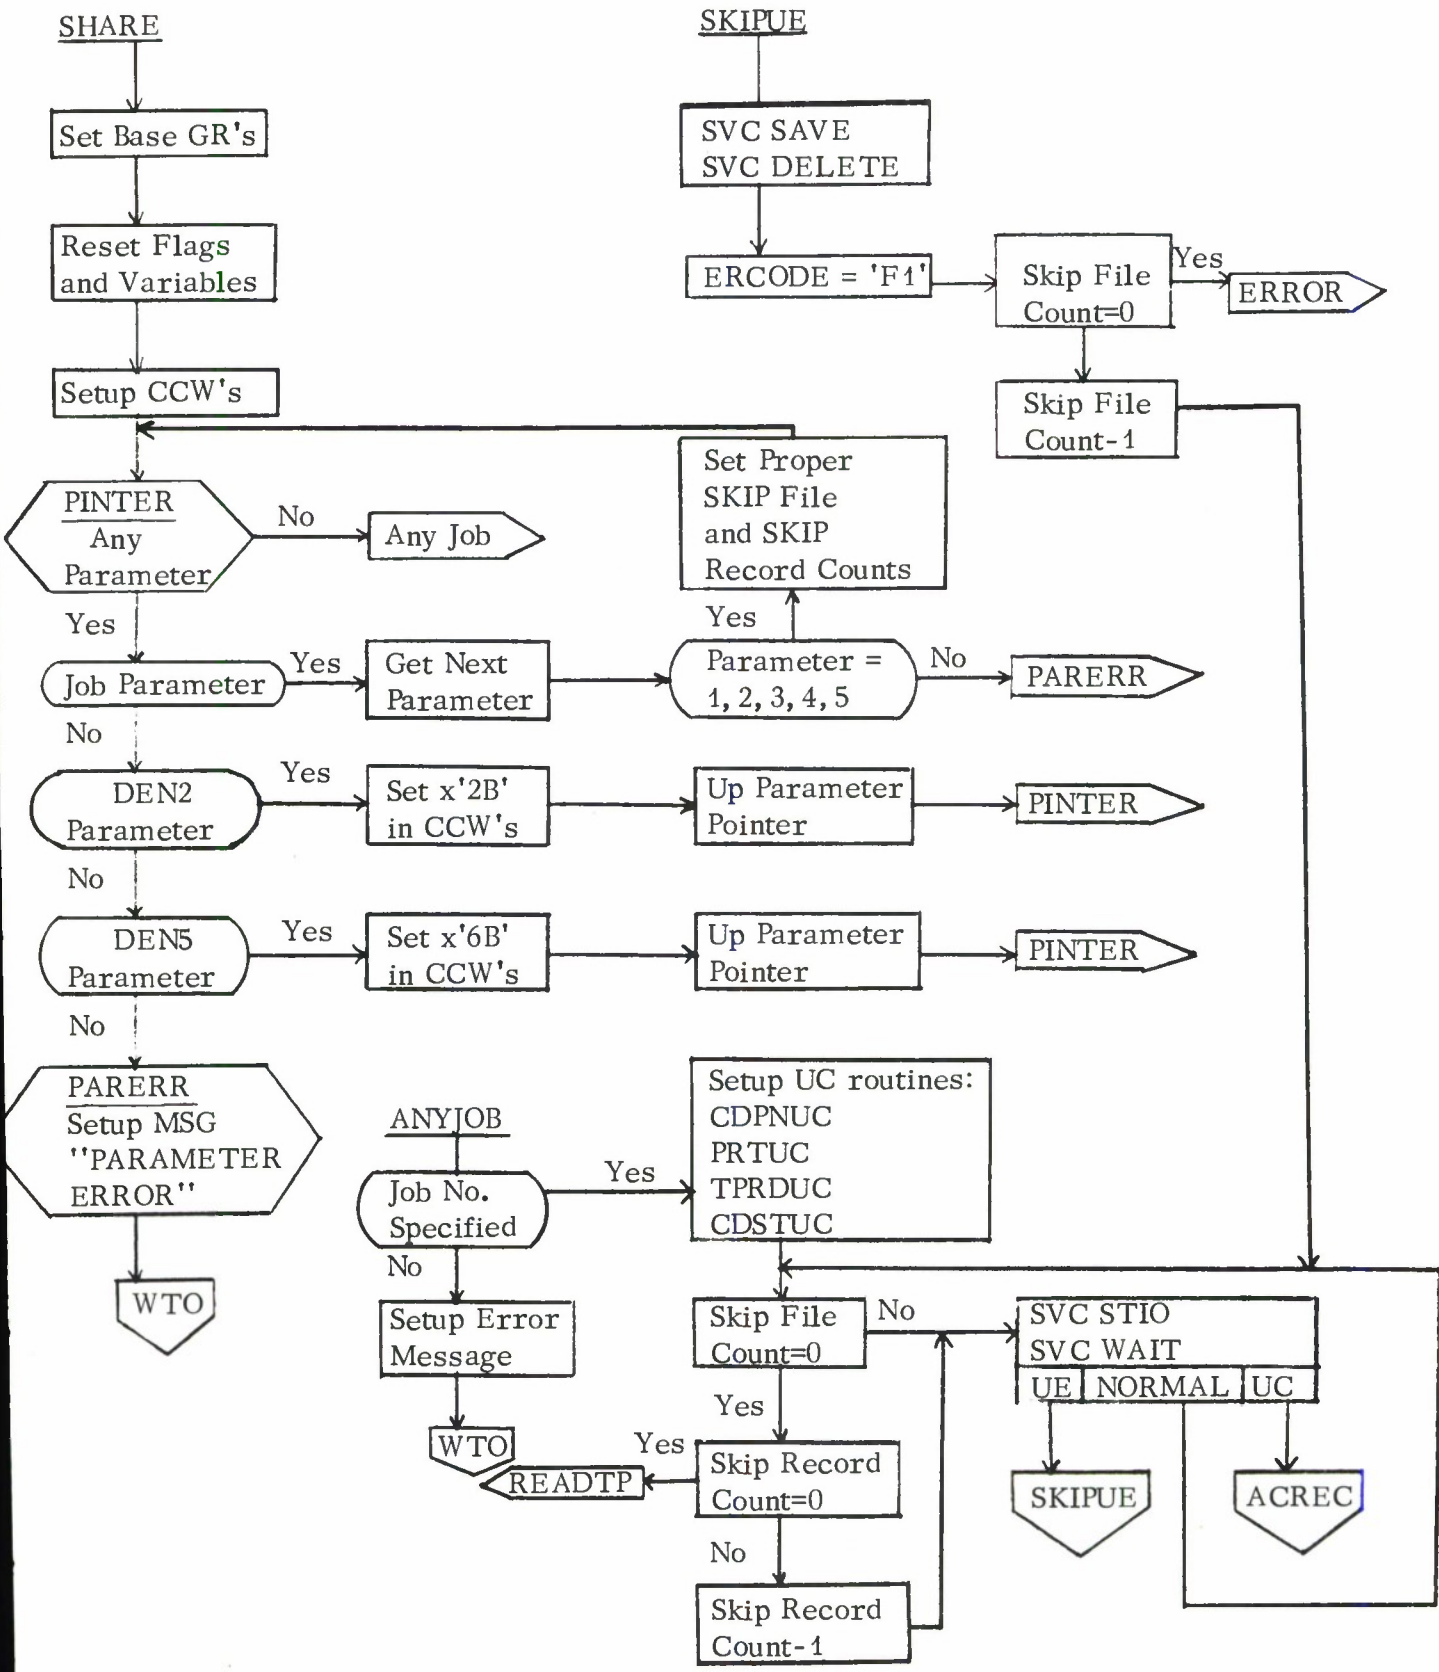 SHARE
Set Base GR's
Reset Flags
and Variables
Setup CCW's
PINTER
Any
Parameter
No
Any Job
Yes
Job Parameter
Yes
Get Next
Parameter
Parameter =
1, 2, 3, 4, 5
No
PARERR
Yes
Set Proper
SKIP File
and SKIP
Record Counts
No
DEN2
Parameter
Yes
Set x'2B'
in CCW's
Up Parameter
Pointer
PINTER
No
DEN5
Parameter
Yes
Set x'6B'
in CCW's
Up Parameter
Pointer
PINTER
No
PARERR
Setup MSG
"PARAMETER
ERROR"
WTO
SKIPUE
SVC SAVE
SVC DELETE
ERCODE = 'F1'
Skip File
Count=0
Yes
ERROR
Skip File
Count-1
ANYJOB
Job No.
Specified
Yes
Setup UC routines:
CDPNUC
PRTUC
TPRDUC
CDSTUC
No
Setup Error
Message
WTO
Skip File
Count=0
No
SVC STIO
SVC WAIT
UE NORMAL UC
SKIPUE
ACREC
Yes
Skip Record
Count=0
Yes
READTP
No
Skip Record
Count-1